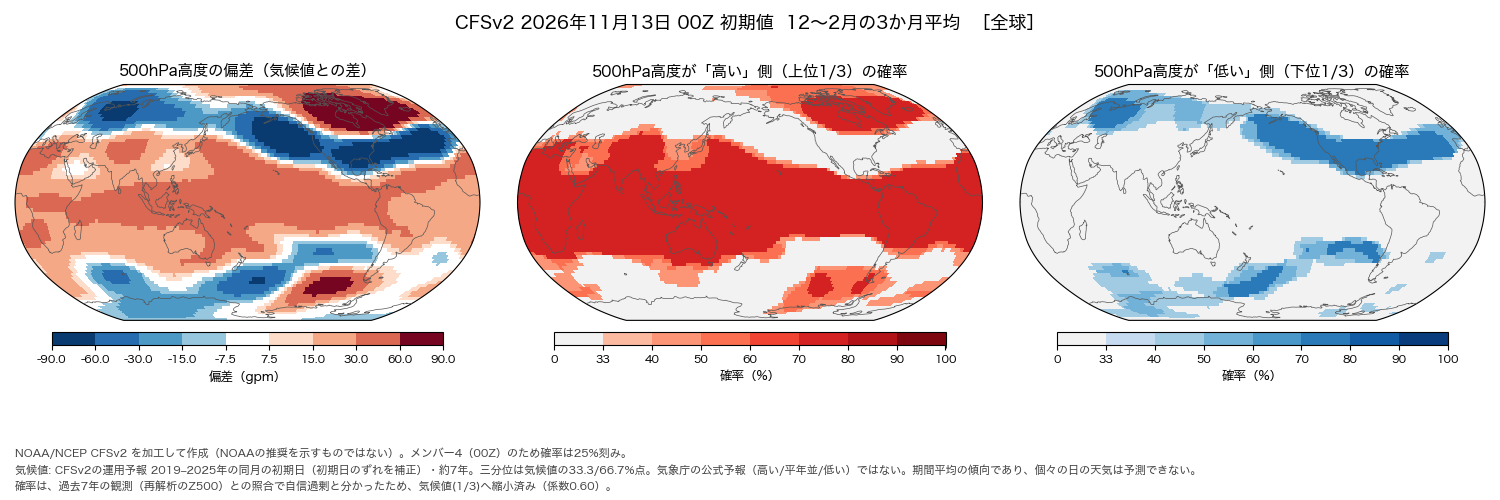 CFSv2 2026年11月13日 00Z 初期値 12～2月の3か月平均 ［全球］
500hPa高度の偏差（気候値との差）
500hPa高度が「高い」側（上位1/3）の確率
500hPa高度が「低い」側（下位1/3）の確率
-90.0 -60.0 -30.0 -15.0 -7.5 7.5 15.0 30.0 60.0 90.0
偏差（gpm）
0 33 40 50 60 70 80 90 100
確率（%）
0 33 40 50 60 70 80 90 100
確率（%）
NOAA/NCEP CFSv2 を加工して作成（NOAAの推奨を示すものではない）。メンバー4（00Z）のため確率は25%刻み。
気候値: CFSv2の運用予報 2019–2025年の同月の初期日（初期日のずれを補正）・約7年。三分位は気候値の33.3/66.7%点。気象庁の公式予報（高い/平年並/低い）ではない。期間平均の傾向であり、個々の日の天気は予測できない。
確率は、過去7年の観測（再解析のZ500）との照合で自信過剰と分かったため、気候値(1/3)へ縮小済み（係数0.60）。